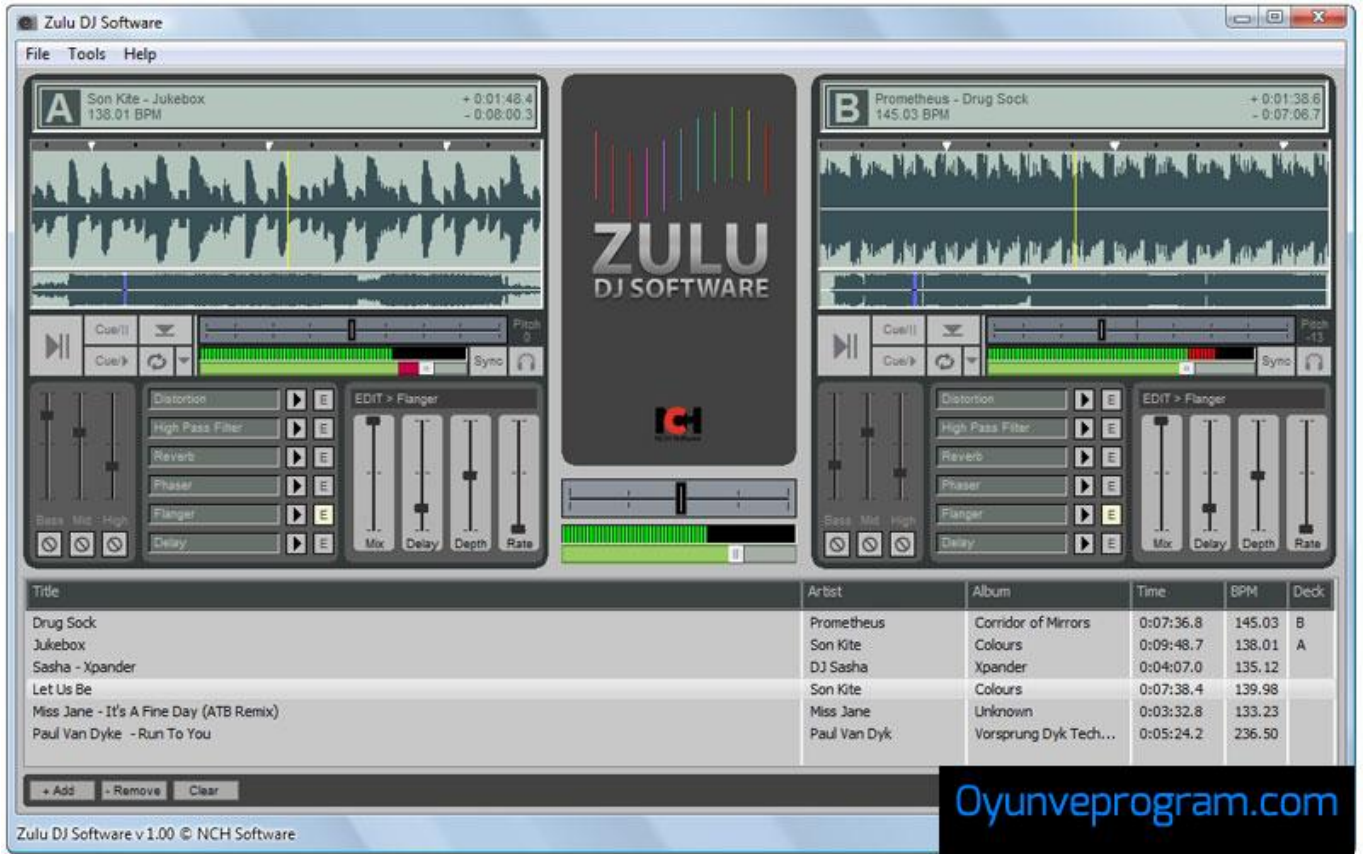 Zulu DJ Software
File Tools Help
A
Son Kite - Jukebox + 0:01:48.4
138.01 BPM - 0:08:00.3
B
Prometheus - Drug Sock + 0:01:38.6
145.03 BPM - 0:07:06.7
ZULU
DJ SOFTWARE
NCH
NCH Software
Cue/||
Pitch
0
Cue/
Sync
Cue/||
Pitch
-13
Cue/
Sync
Distortion E
High Pass Filter E
Reverb E
Phaser E
Flanger E
Delay E
Bass Mid High
EDIT > Flanger
Mix Delay Depth Rate
Distortion E
High Pass Filter E
Reverb E
Phaser E
Flanger E
Delay E
Bass Mid High
EDIT > Flanger
Mix Delay Depth Rate
Title Artist Album Time BPM Deck
Drug Sock Prometheus Corridor of Mirrors 0:07:36.8 145.03 B
Jukebox Son Kite Colours 0:09:48.7 138.01 A
Sasha - Xpander DJ Sasha Xpander 0:04:07.0 135.12
Let Us Be Son Kite Colours 0:07:38.4 139.98
Miss Jane - It's A Fine Day (ATB Remix) Miss Jane Unknown 0:03:32.8 133.23
Paul Van Dyke - Run To You Paul Van Dyk Vorsprung Dyk Tech... 0:05:24.2 236.50
+ Add - Remove Clear
Oyunveprogram.com
Zulu DJ Software v 1.00 © NCH Software